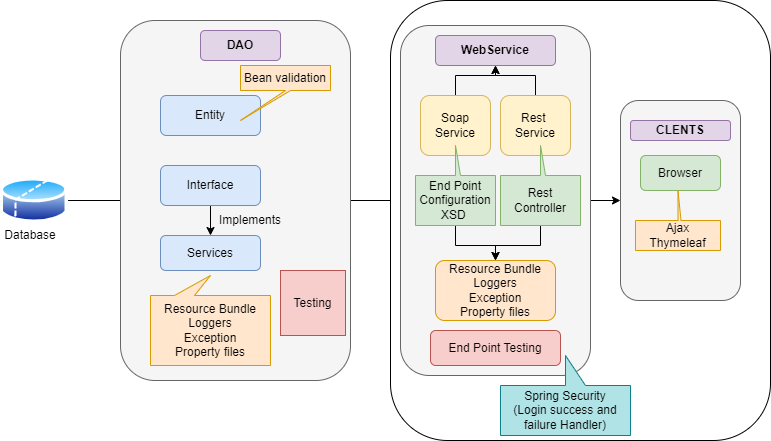 DAO
Bean validation
Entity
Interface
Implements
Services
Resource Bundle
Loggers
Exception
Property files
Testing
Database
WebService
Soap
Service
Rest
Service
End Point
Configuration
XSD
Rest
Controller
Resource Bundle
Loggers
Exception
Property files
End Point Testing
Spring Security
(Login success and
failure Handler)
CLENTS
Browser
Ajax
Thymeleaf